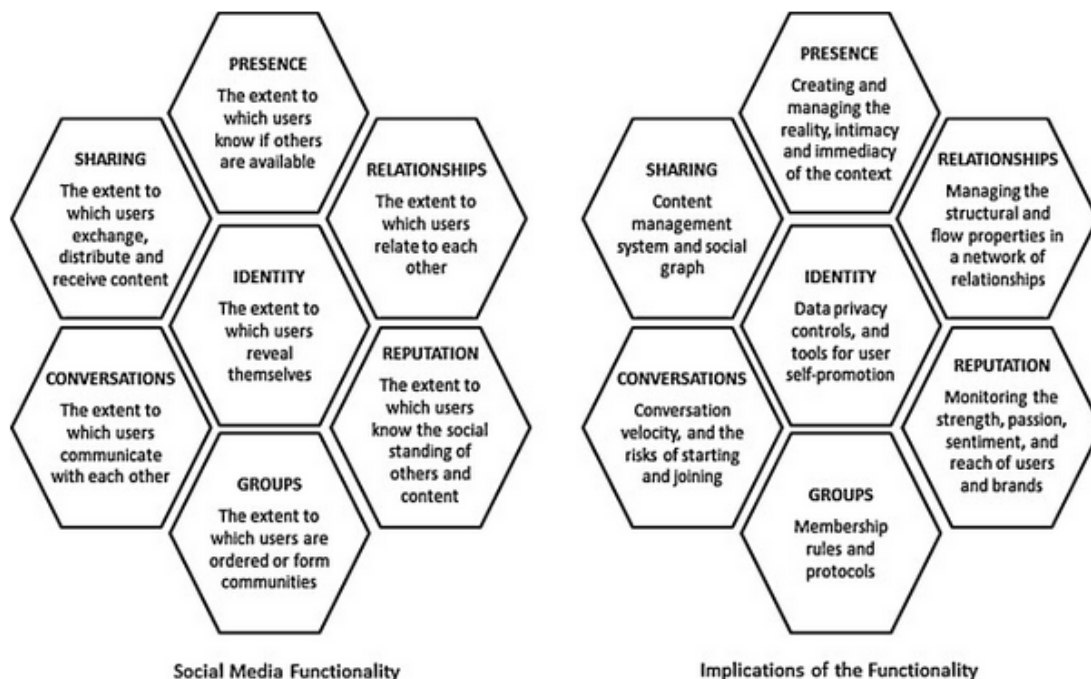 PRESENCE
The extent to
which users
know if others
are available
SHARING
The extent to
which users
exchange,
distribute and
receive content
RELATIONSHIPS
The extent to
which users
relate to each
other
IDENTITY
The extent to
which users
reveal
themselves
CONVERSATIONS
The extent to
which users
communicate
with each other
REPUTATION
The extent to
which users
know the social
standing of
others and
content
GROUPS
The extent to
which users are
ordered or form
communities
Social Media Functionality
PRESENCE
Creating and
managing the
reality, intimacy
and immediacy
of the context
SHARING
Content
management
system and social
graph
RELATIONSHIPS
Managing the
structural and
flow properties in
a network of
relationships
IDENTITY
Data privacy
controls, and
tools for user
self-promotion
CONVERSATIONS
Conversation
velocity, and the
risks of starting
and joining
REPUTATION
Monitoring the
strength, passion,
sentiment, and
reach of users
and brands
GROUPS
Membership
rules and
protocols
Implications of the Functionality